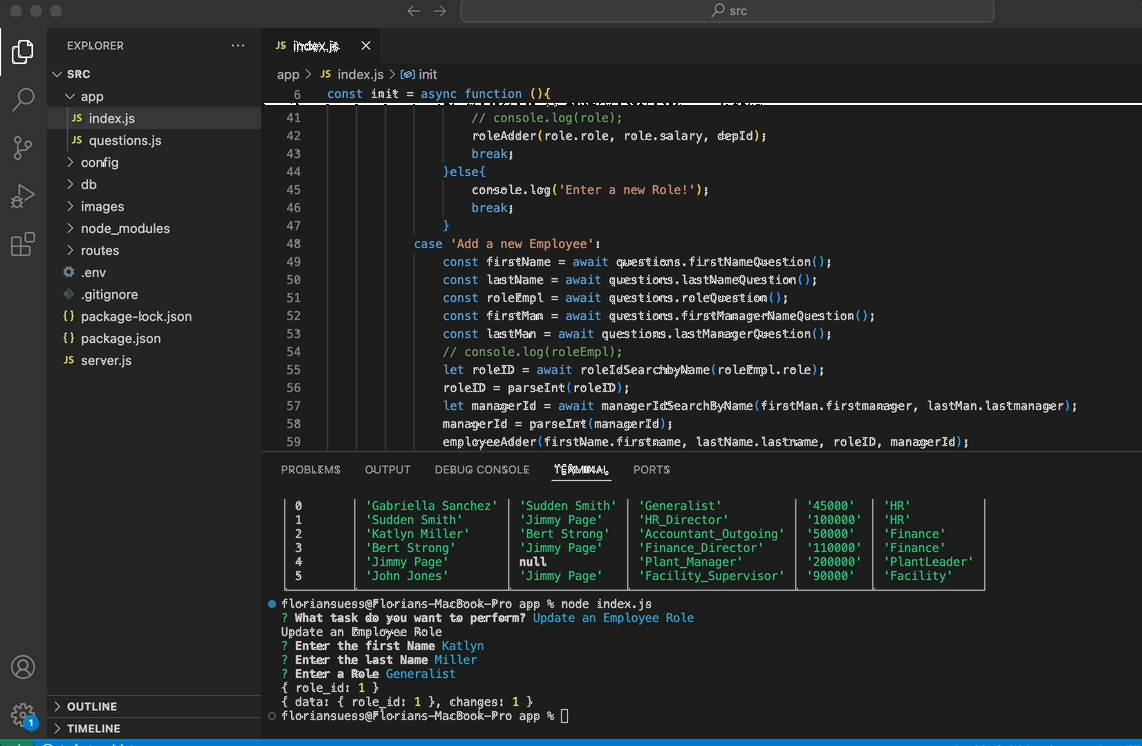 src
EXPLORER ...
SRC
app
JS index.js
JS questions.js
config
db
images
node_modules
routes
.env
.gitignore
{} package-lock.json
{} package.json
JS server.js
OUTLINE
TIMELINE
1
JS index.js
app > JS index.js > init
6 const init = async function (){
41 // console.log(role);
42 roleAdder(role.role, role.salary, depId);
43 break;
44 }else{
45 console.log('Enter a new Role!');
46 break;
47 }
48 case 'Add a new Employee':
49 const firstName = await questions.firstNameQuestion();
50 const lastName = await questions.lastNameQuestion();
51 const roleEmpl = await questions.roleQuestion();
52 const firstMan = await questions.firstManagerNameQuestion();
53 const lastMan = await questions.lastManagerQuestion();
54 // console.log(roleEmpl);
55 let roleID = await roleIdSearchbyName(roleEmpl.role);
56 roleID = parseInt(roleID);
57 let managerId = await managerIdSearchByName(firstMan.firstmanager, lastMan.lastmanager);
58 managerId = parseInt(managerId);
59 employeeAdder(firstName.firstname, lastName.lastname, roleID, managerId);
PROBLEMS OUTPUT DEBUG CONSOLE TERMINAL PORTS
0 'Gabriella Sanchez' 'Sudden Smith' 'Generalist' '45000' 'HR'
1 'Sudden Smith' 'Jimmy Page' 'HR_Director' '100000' 'HR'
2 'Katlyn Miller' 'Bert Strong' 'Accountant_Outgoing' '50000' 'Finance'
3 'Bert Strong' 'Jimmy Page' 'Finance_Director' '110000' 'Finance'
4 'Jimmy Page' null 'Plant_Manager' '200000' 'PlantLeader'
5 'John Jones' 'Jimmy Page' 'Facility_Supervisor' '90000' 'Facility'
floriansuess@Florians-MacBook-Pro app % node index.js
? What task do you want to perform? Update an Employee Role
Update an Employee Role
? Enter the first Name Katlyn
? Enter the last Name Miller
? Enter a Role Generalist
{ role_id: 1 }
{ data: { role_id: 1 }, changes: 1 }
floriansuess@Florians-MacBook-Pro app %